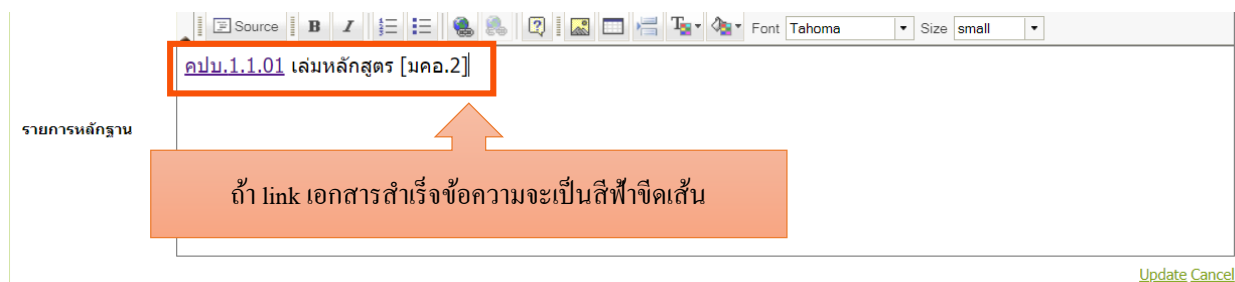 Source B I Font Tahoma Size small
คปบ.1.1.01 เล่มหลักสูตร [มคอ.2]
รายการหลักฐาน
ถ้า link เอกสารสำเร็จข้อความจะเป็นสีฟ้าขีดเส้น
Update Cancel